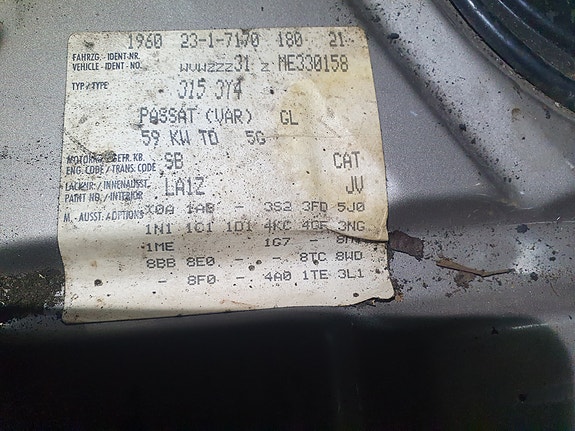 1960 23-1-7170 180 21
FAHRZG.-IDENT-NR.
VEHICLE-IDENT-NO. WVWZZZ31 Z ME330158
TYP/TYPE 315 3Y4
PASSAT (VAR) GL
59 KW TD 5G
MOTORKB./GETR.KB.
ENG.CODE/TRANS.CODE SB CAT
LACKNR./INNENAUSST.
PAINT NO./INTERIOR LA1Z JV
M.-AUSST./OPTIONS X0A 1AB - 3S2 3FD 5J0
1N1 1C1 1D1 4KC 3NG
1ME 1G7 -
8BB 8E0 - - 8TC 8WD
- 8F0 4A0 1TE 3L1